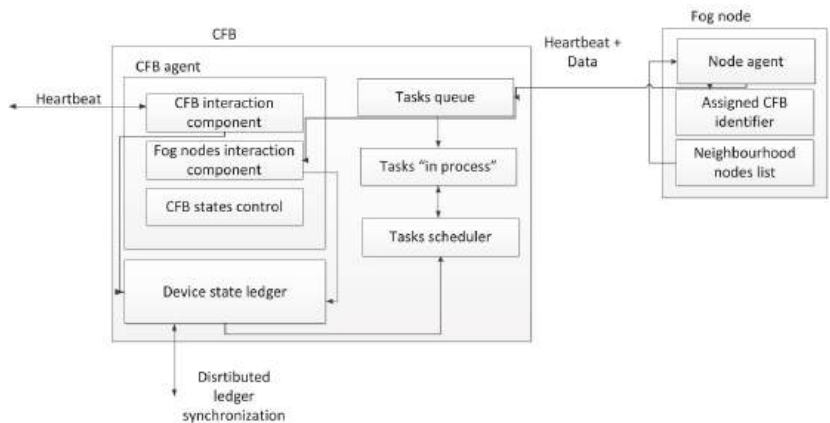 CFB
Fog node
CFB agent
Heartbeat +
Data
Node agent
Heartbeat
CFB interaction
component
Tasks queue
Assigned CFB
identifier
Fog nodes interaction
component
Tasks "in process"
Neighbourhood
nodes list
CFB states control
Tasks scheduler
Device state ledger
Disrtibuted
ledger
synchronization